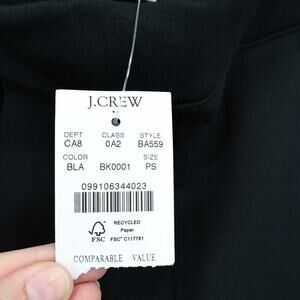 J.CREW
DEPT CLASS STYLE
CA8 0A2 BA559
COLOR SIZE
BLA BK0001 PS
099106344023
RECYCLED
Paper
FSC FSC® C117781
COMPARABLE VALUE